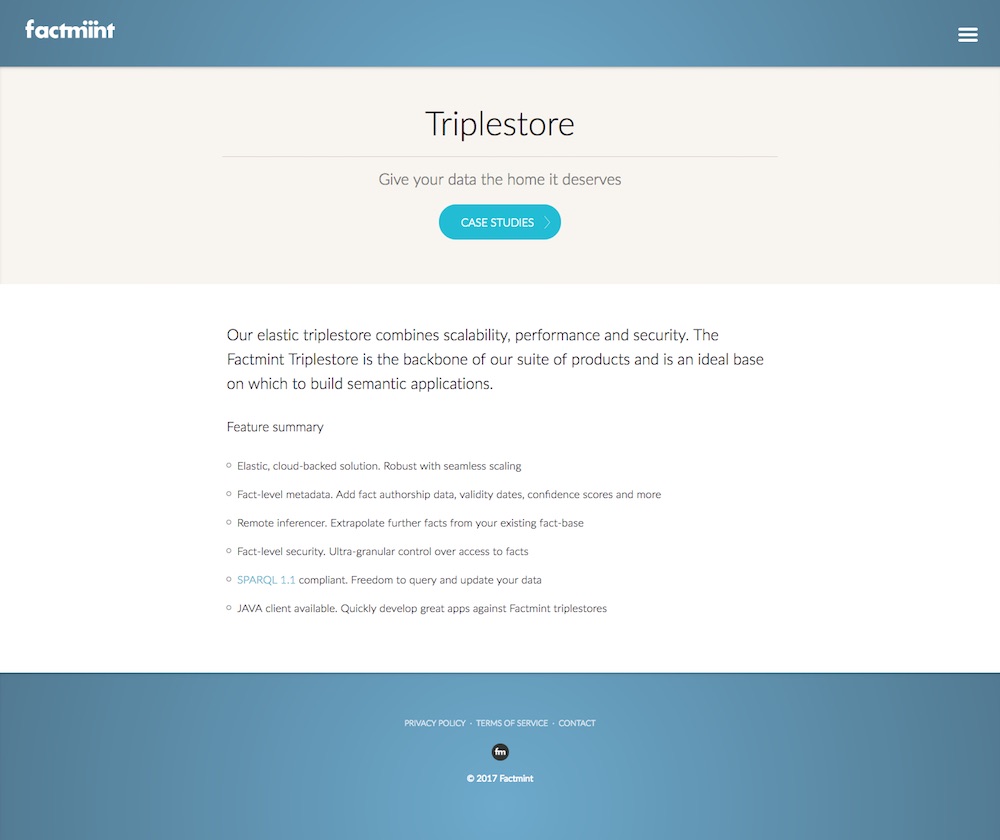 factmint
Triplestore
Give your data the home it deserves
CASE STUDIES
Our elastic triplestore combines scalability, performance and security. The
Factmint Triplestore is the backbone of our suite of products and is an ideal base
on which to build semantic applications.
Feature summary
Elastic, cloud-backed solution. Robust with seamless scaling
Fact-level metadata. Add fact authorship data, validity dates, confidence scores and more
Remote inferencer. Extrapolate further facts from your existing fact-base
Fact-level security. Ultra-granular control over access to facts
SPARQL 1.1 compliant. Freedom to query and update your data
JAVA client available. Quickly develop great apps against Factmint triplestores
PRIVACY POLICY · TERMS OF SERVICE · CONTACT
fm
© 2017 Factmint